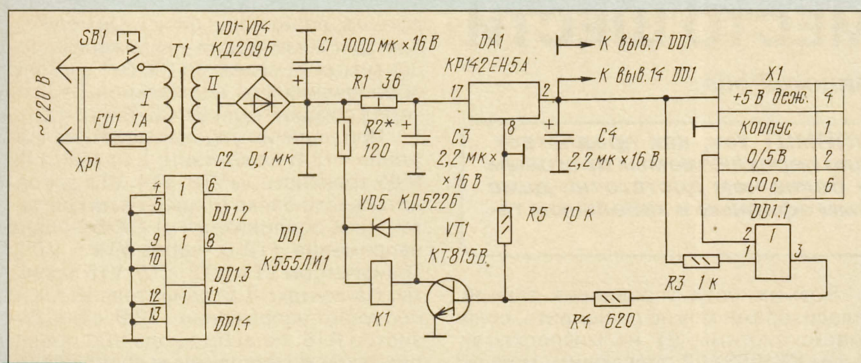 SB1
~ 220 В
FU1 1А
XP1
I
T1
II
VD1-VD4
КД209Б
C1 1000 мк × 16 В
+
R1 36
R2*
120
C2 0,1 мк
+
C3
2,2 мк ×
× 16 В
DA1
КР142ЕН5А
17
2
8
К выв.7 DD1
К выв.14 DD1
+
C4
2,2 мк × 16 В
X1
+5 В деж. 4
Корпус 1
0/5В 2
СОС 6
VD5 КД522Б
K1
VT1
КТ815В
R5 10 к
R4 620
R3 1 к
DD1.1
2
1
1
3
4
5
1
6
DD1.2
9
10
1
8
DD1.3
12
13
1
11
DD1.4
DD1
К555ЛИ1